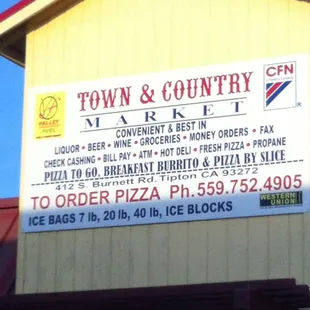 VALLEY
FUEL
CFN
TOWN & COUNTRY
MARKET
CONVENIENT & BEST IN
LIQUOR • BEER • WINE • GROCERIES • MONEY ORDERS • FAX
CHECK CASHING • BILL PAY • ATM • HOT DELI • FRESH PIZZA • PROPANE
PIZZA TO GO, BREAKFAST BURRITO & PIZZA BY SLICE
412 S. Burnett Rd. Tipton CA 93272
TO ORDER PIZZA Ph.559.752.4905
ICE BAGS 7 lb, 20 lb, 40 lb, ICE BLOCKS
WESTERN
UNION